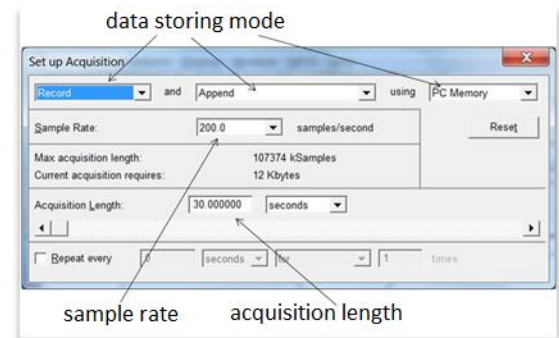 data storing mode
Set up Acquisition
Record and Append using PC Memory
Sample Rate: 200.0 samples/second Reset
Max acquisition length: 107374 kSamples
Current acquisition requires: 12 Kbytes
Acquisition Length: 30.000000 seconds
Repeat every 0 seconds for 1 times
sample rate acquisition length